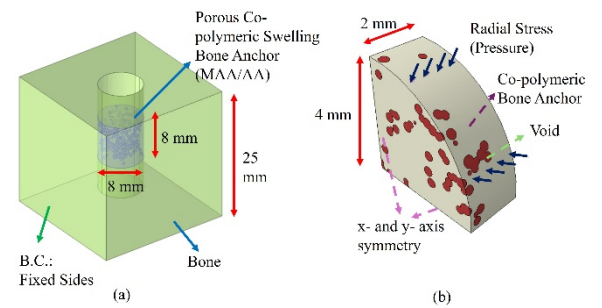 (a)
Porous Co-
polymeric Swelling
Bone Anchor
(MAA/AA)
8 mm
25
mm
8 mm
B.C.:
Fixed Sides
Bone
(a)
(b)
2 mm
Radial Stress
(Pressure)
4 mm
Co-polymeric
Bone Anchor
Void
x- and y- axis
symmetry
(b)